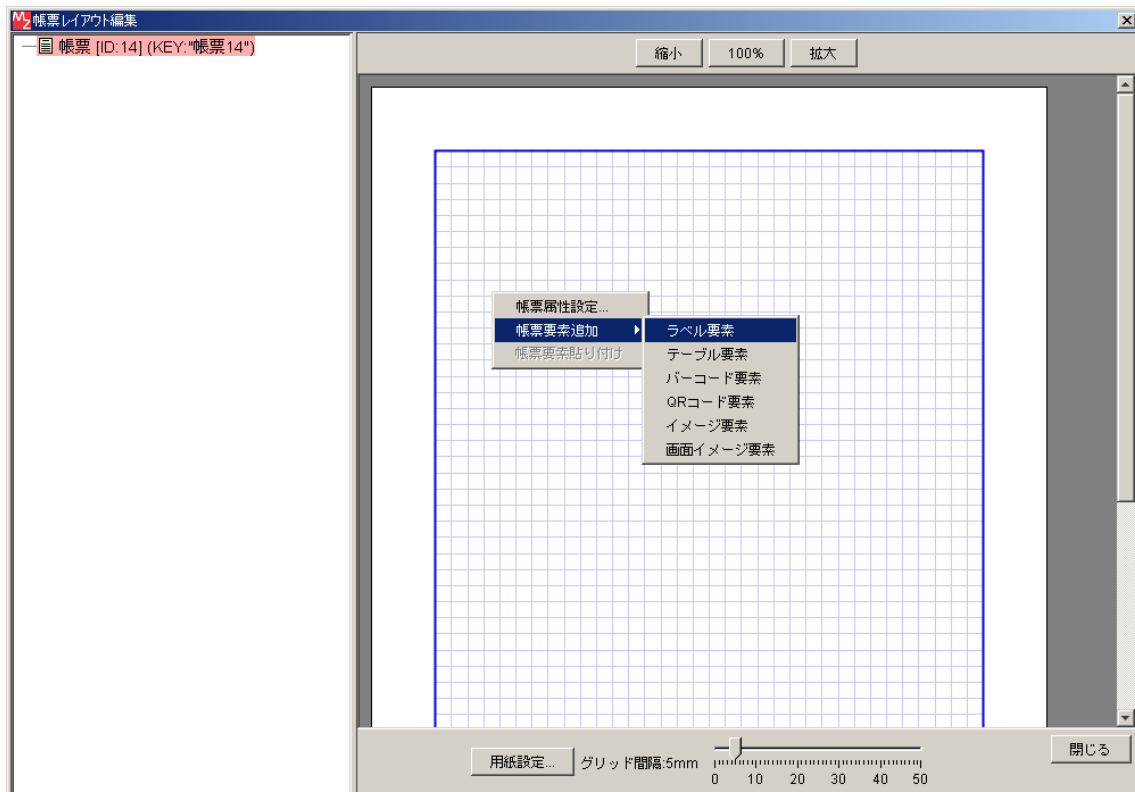 帳票レイアウト編集
帳票 [ID:14] (KEY:"帳票14")
縮小 100% 拡大
帳票属性設定...
帳票要素追加
帳票要素貼り付け
ラベル要素
テーブル要素
バーコード要素
QRコード要素
イメージ要素
画面イメージ要素
用紙設定... グリッド間隔:5mm
0 10 20 30 40 50
閉じる